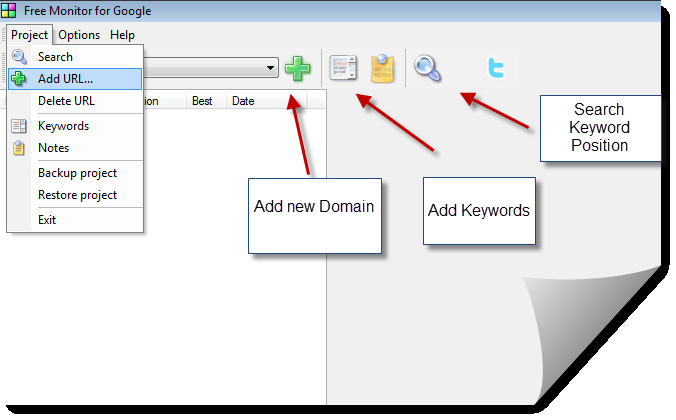 Free Monitor for Google
Project Options Help
Search
Add URL...
Delete URL
Keywords
Notes
Backup project
Restore project
Exit
Best Date
NOTES
Add new Domain
Add Keywords
Search
Keyword
Position